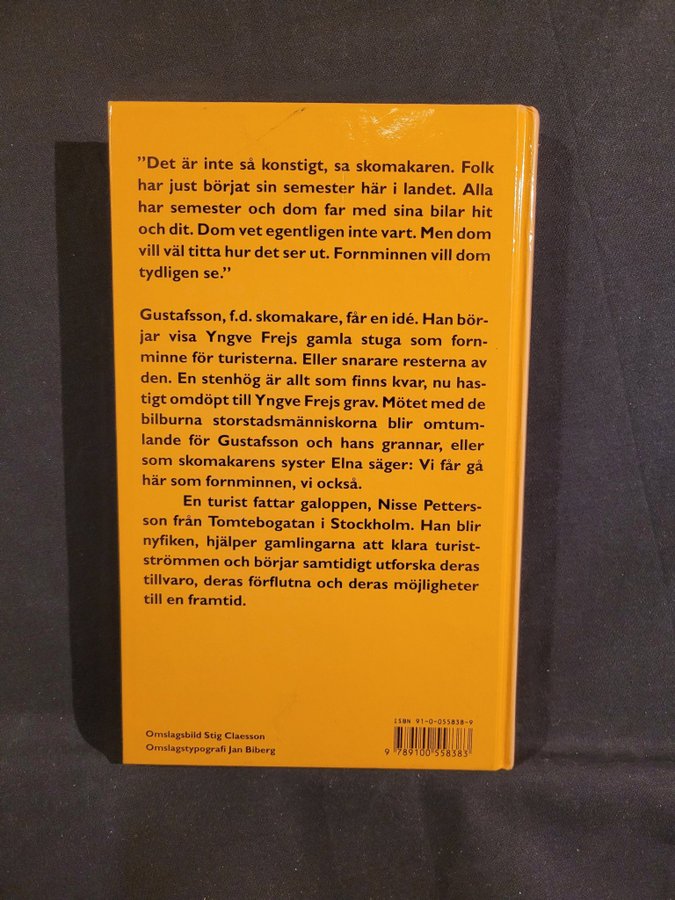 ”Det är inte så konstigt, sa skomakaren. Folk
har just börjat sin semester här i landet. Alla
har semester och dom far med sina bilar hit
och dit. Dom vet egentligen inte vart. Men dom
vill väl titta hur det ser ut. Fornminnen vill dom
tydligen se.”
Gustafsson, f.d. skomakare, får en idé. Han bör-
jar visa Yngve Frejs gamla stuga som forn-
minne för turisterna. Eller snarare resterna av
den. En stenhög är allt som finns kvar, nu has-
tigt omdöpt till Yngve Frejs grav. Mötet med de
bilburna storstadsmänniskorna blir omtum-
lande för Gustafsson och hans grannar, eller
som skomakarens syster Elna säger: Vi får gå
här som fornminnen, vi också.
En turist fattar galoppen, Nisse Petters-
son från Tomtebogatan i Stockholm. Han blir
nyfiken, hjälper gamlingarna att klara turist-
strömmen och börjar samtidigt utforska deras
tillvaro, deras förflutna och deras möjligheter
till en framtid.
ISBN 91-0-055838-9
Omslagsbild Stig Claesson
Omslagstypografi Jan Biberg
9 789100 558383